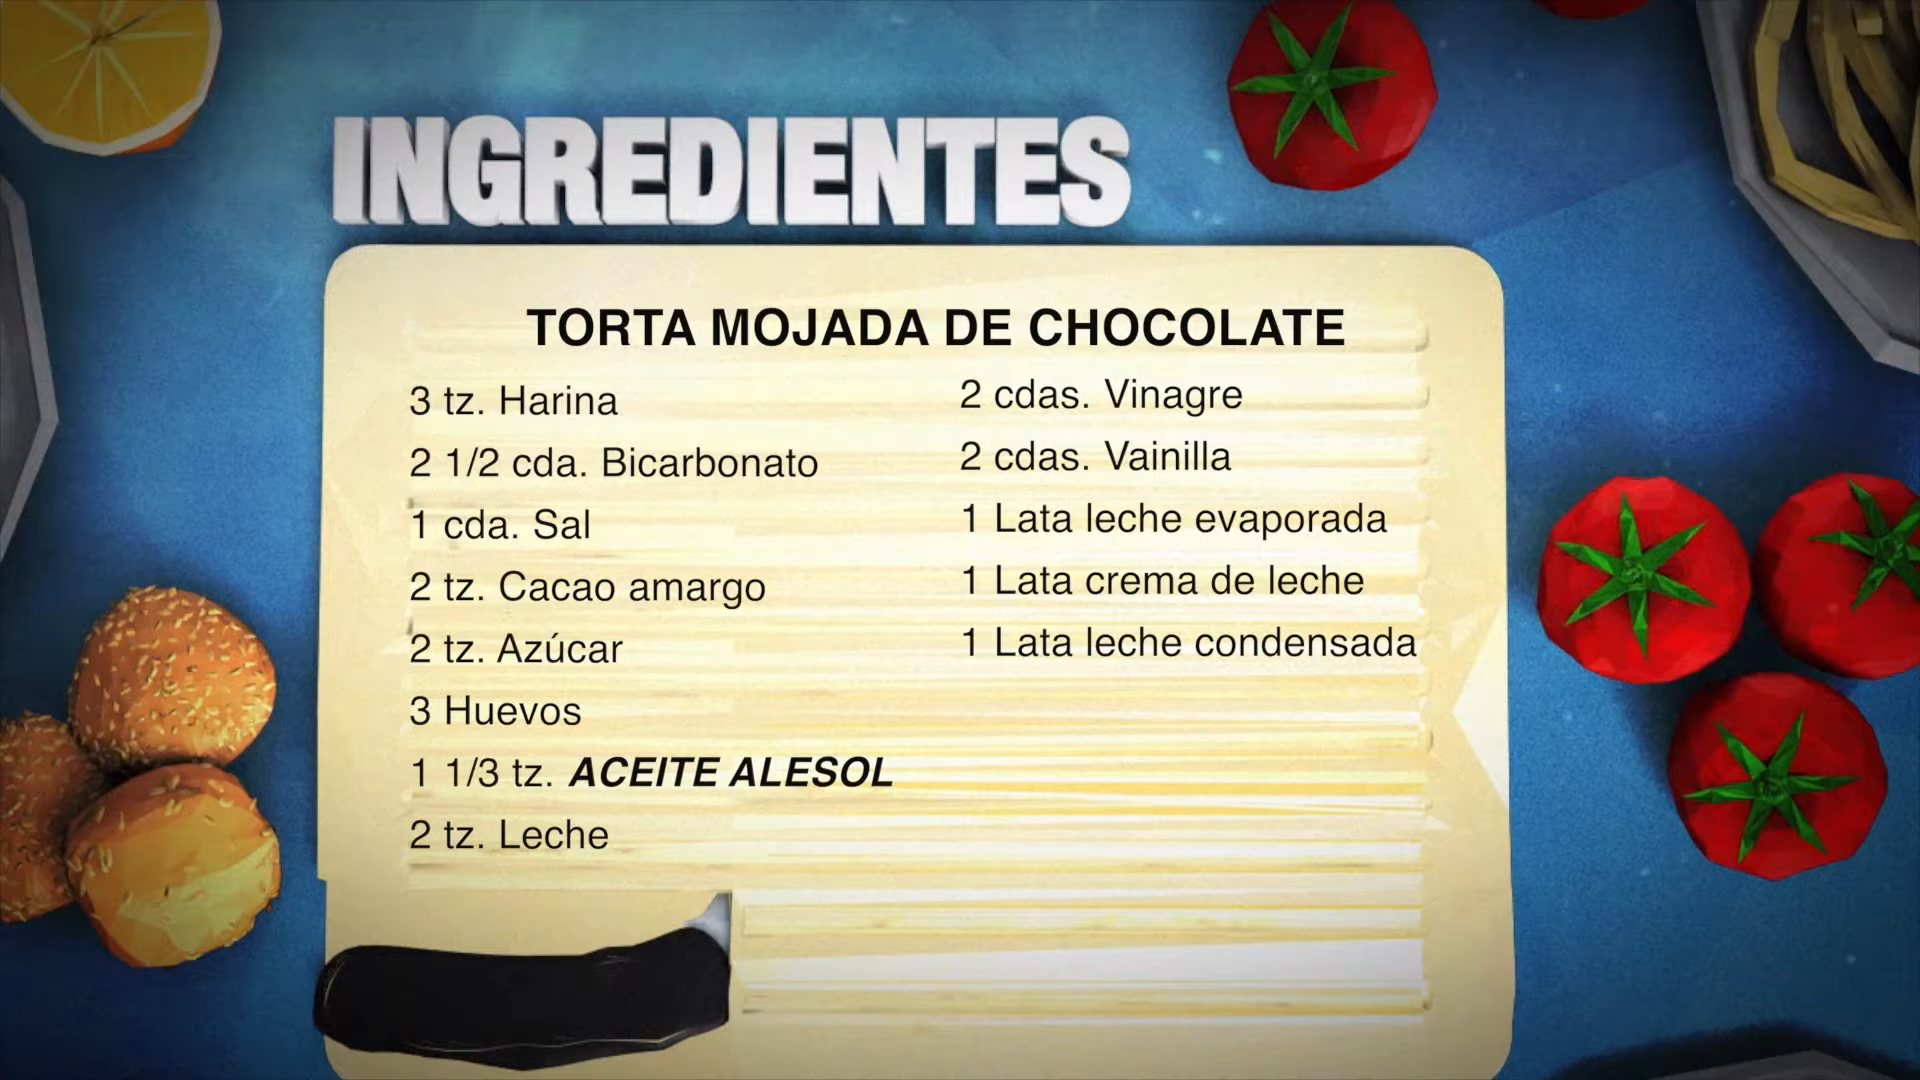 INGREDIENTES
TORTA MOJADA DE CHOCOLATE
3 tz. Harina
2 1/2 cda. Bicarbonato
1 cda. Sal
2 tz. Cacao amargo
2 tz. Azúcar
3 Huevos
1 1/3 tz. ACEITE ALESOL
2 tz. Leche
2 cdas. Vinagre
2 cdas. Vainilla
1 Lata leche evaporada
1 Lata crema de leche
1 Lata leche condensada